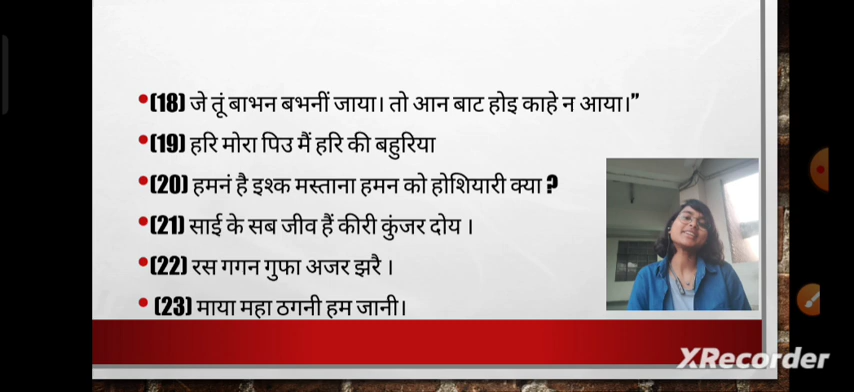 •(18) जे तूं बाभन बभनीं जाया। तो आन बाट होइ काहे न आया।”
•(19) हरि मोरा पिउ मैं हरि की बहुरिया
•(20) हमनं है इश्क मस्ताना हमन को होशियारी क्या ?
•(21) साई के सब जीव हैं कीरी कुंजर दोय ।
•(22) रस गगन गुफा अजर झरै ।
• (23) माया महा ठगनी हम जानी।
XRecorder